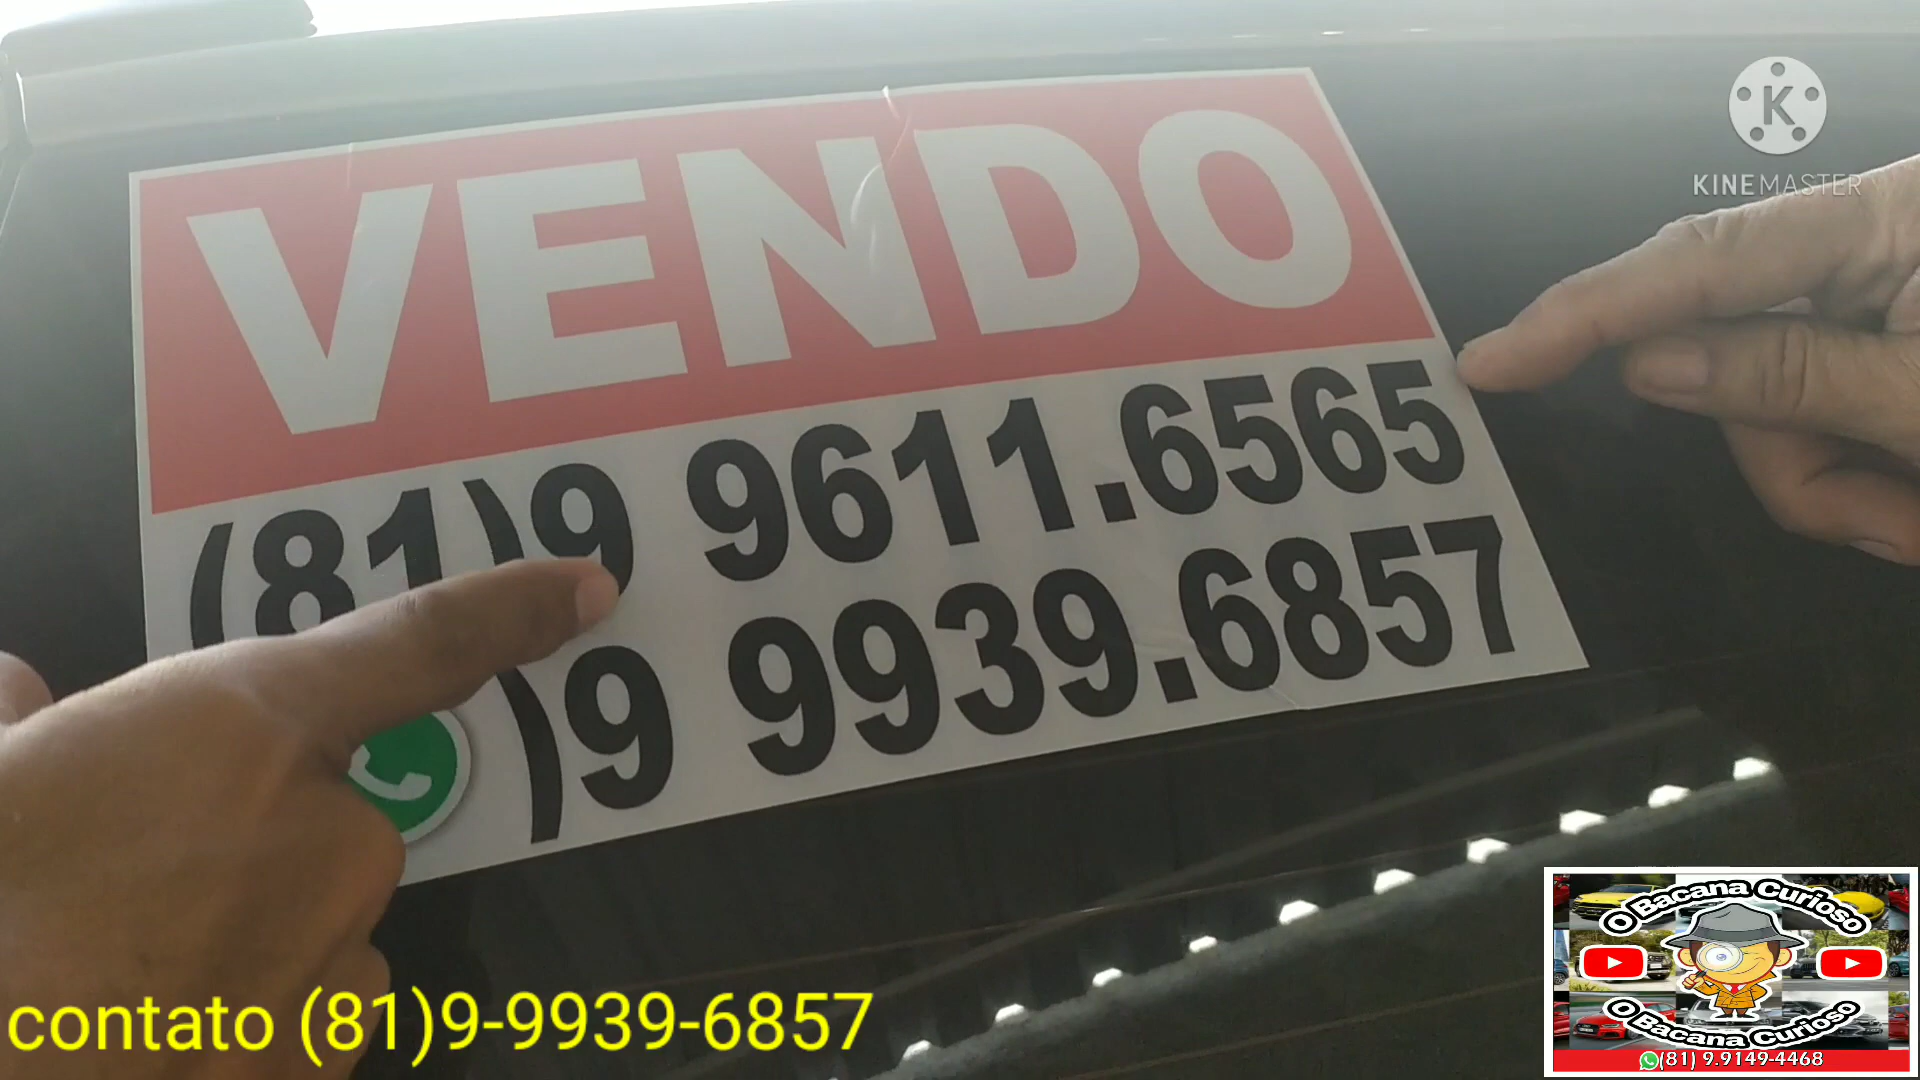 VENDO
(81)9 9611.6565
)9 9939.6857
KINEMASTER
contato (81)9-9939-6857
O Bacana Curioso
O Bacana Curioso
(81) 9.9149-4468